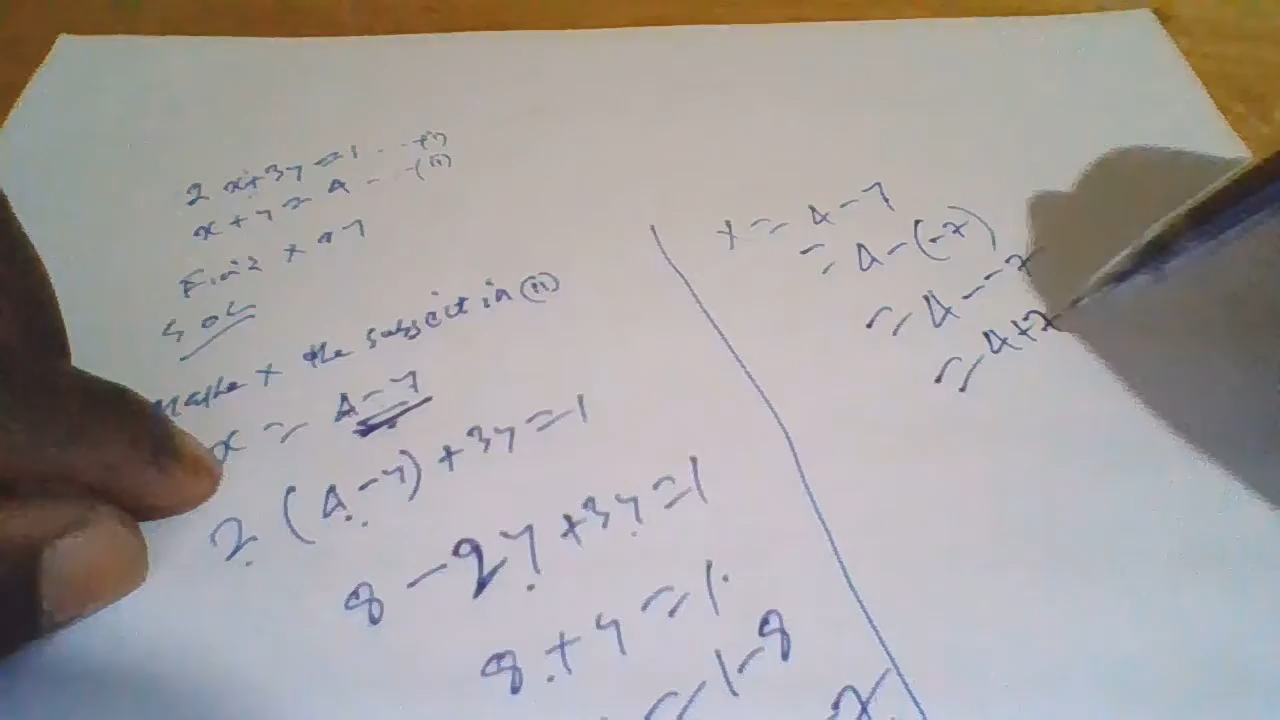 2x+3y=1 ...(i)
x+y=4 ...(ii)
Find x a y
Sol
Make x the subject in (ii)
x = 4-y
2(4-y)+3y=1
8-2y+3y=1
8+y=1
=1-8
x=4-y
=4-(-7)
=4--7
=4+7